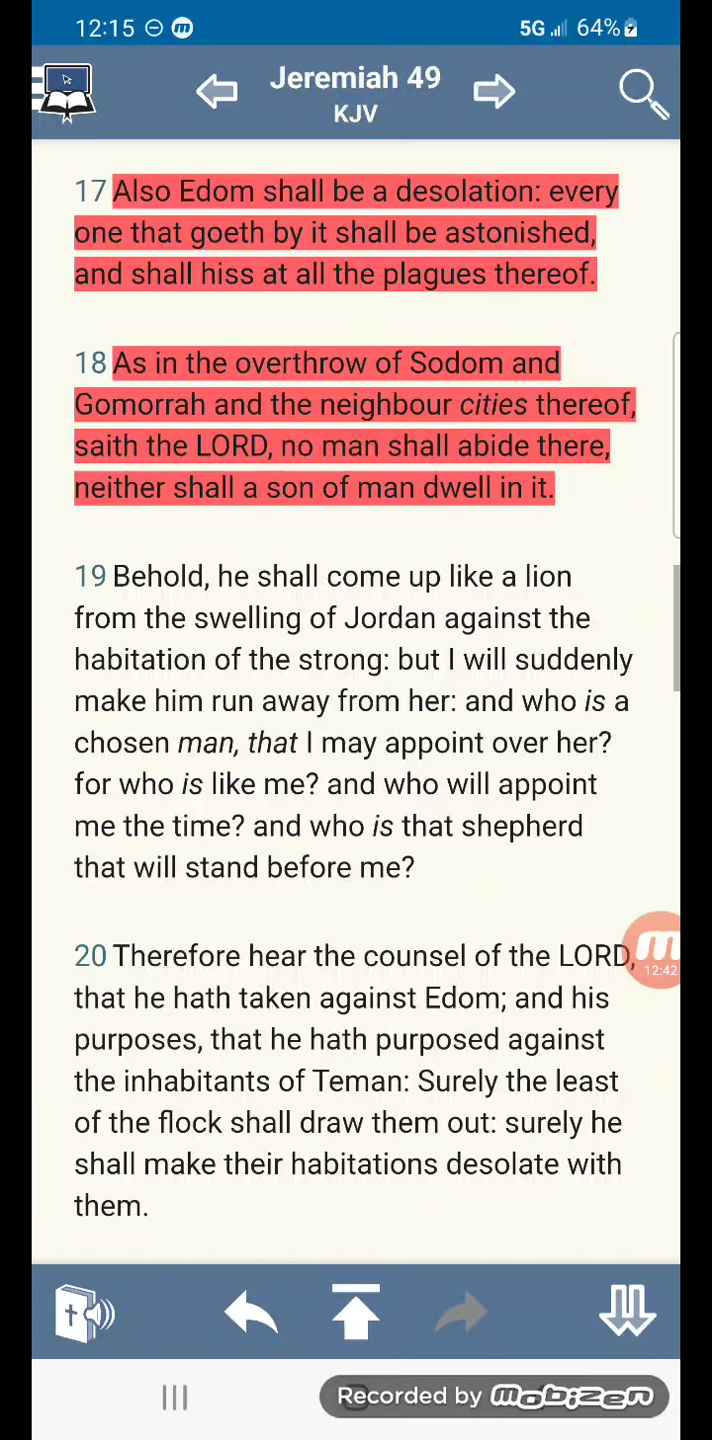 12:15
5G 64%
Jeremiah 49
KJV
17 Also Edom shall be a desolation: every
one that goeth by it shall be astonished,
and shall hiss at all the plagues thereof.
18 As in the overthrow of Sodom and
Gomorrah and the neighbour cities thereof,
saith the LORD, no man shall abide there,
neither shall a son of man dwell in it.
19 Behold, he shall come up like a lion
from the swelling of Jordan against the
habitation of the strong: but I will suddenly
make him run away from her: and who is a
chosen man, that I may appoint over her?
for who is like me? and who will appoint
me the time? and who is that shepherd
that will stand before me?
20 Therefore hear the counsel of the LORD,
that he hath taken against Edom; and his
purposes, that he hath purposed against
the inhabitants of Teman: Surely the least
of the flock shall draw them out: surely he
shall make their habitations desolate with
them.
m
12:42
Recorded by mobizen